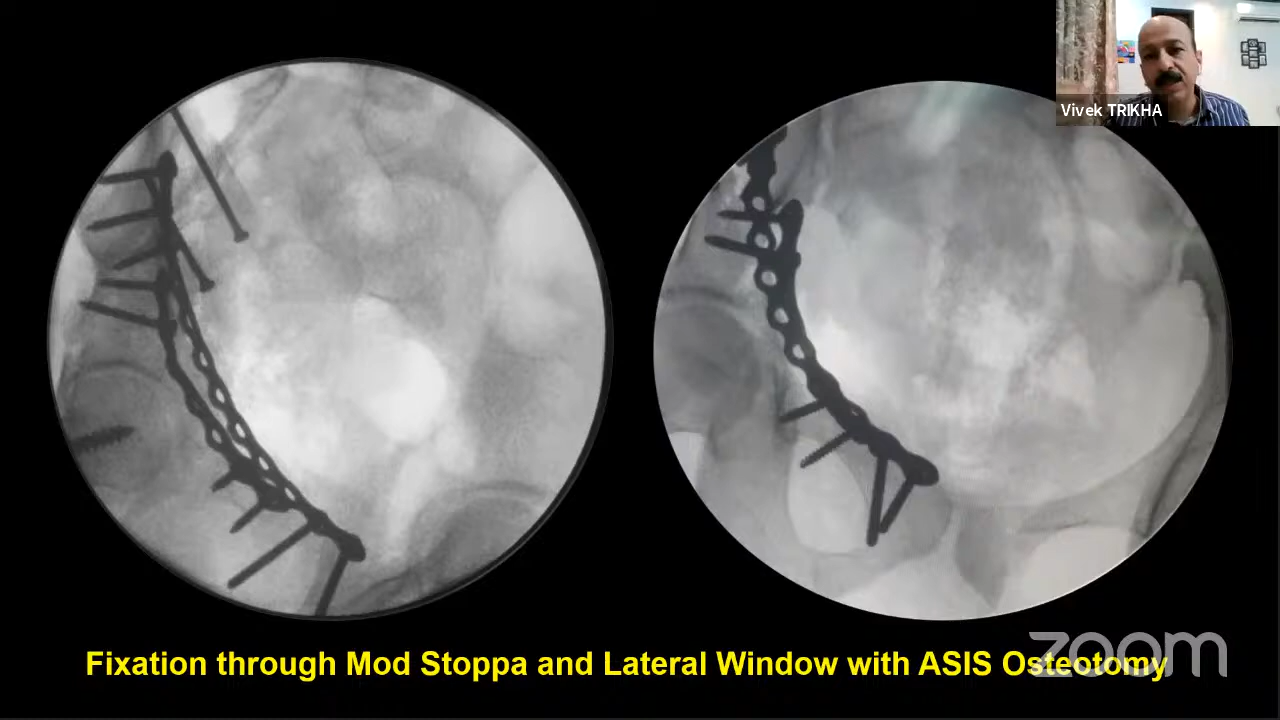 Vivek TRIKHA
Fixation through Mod Stoppa and Lateral Window with ASIS Osteotomy
zoom